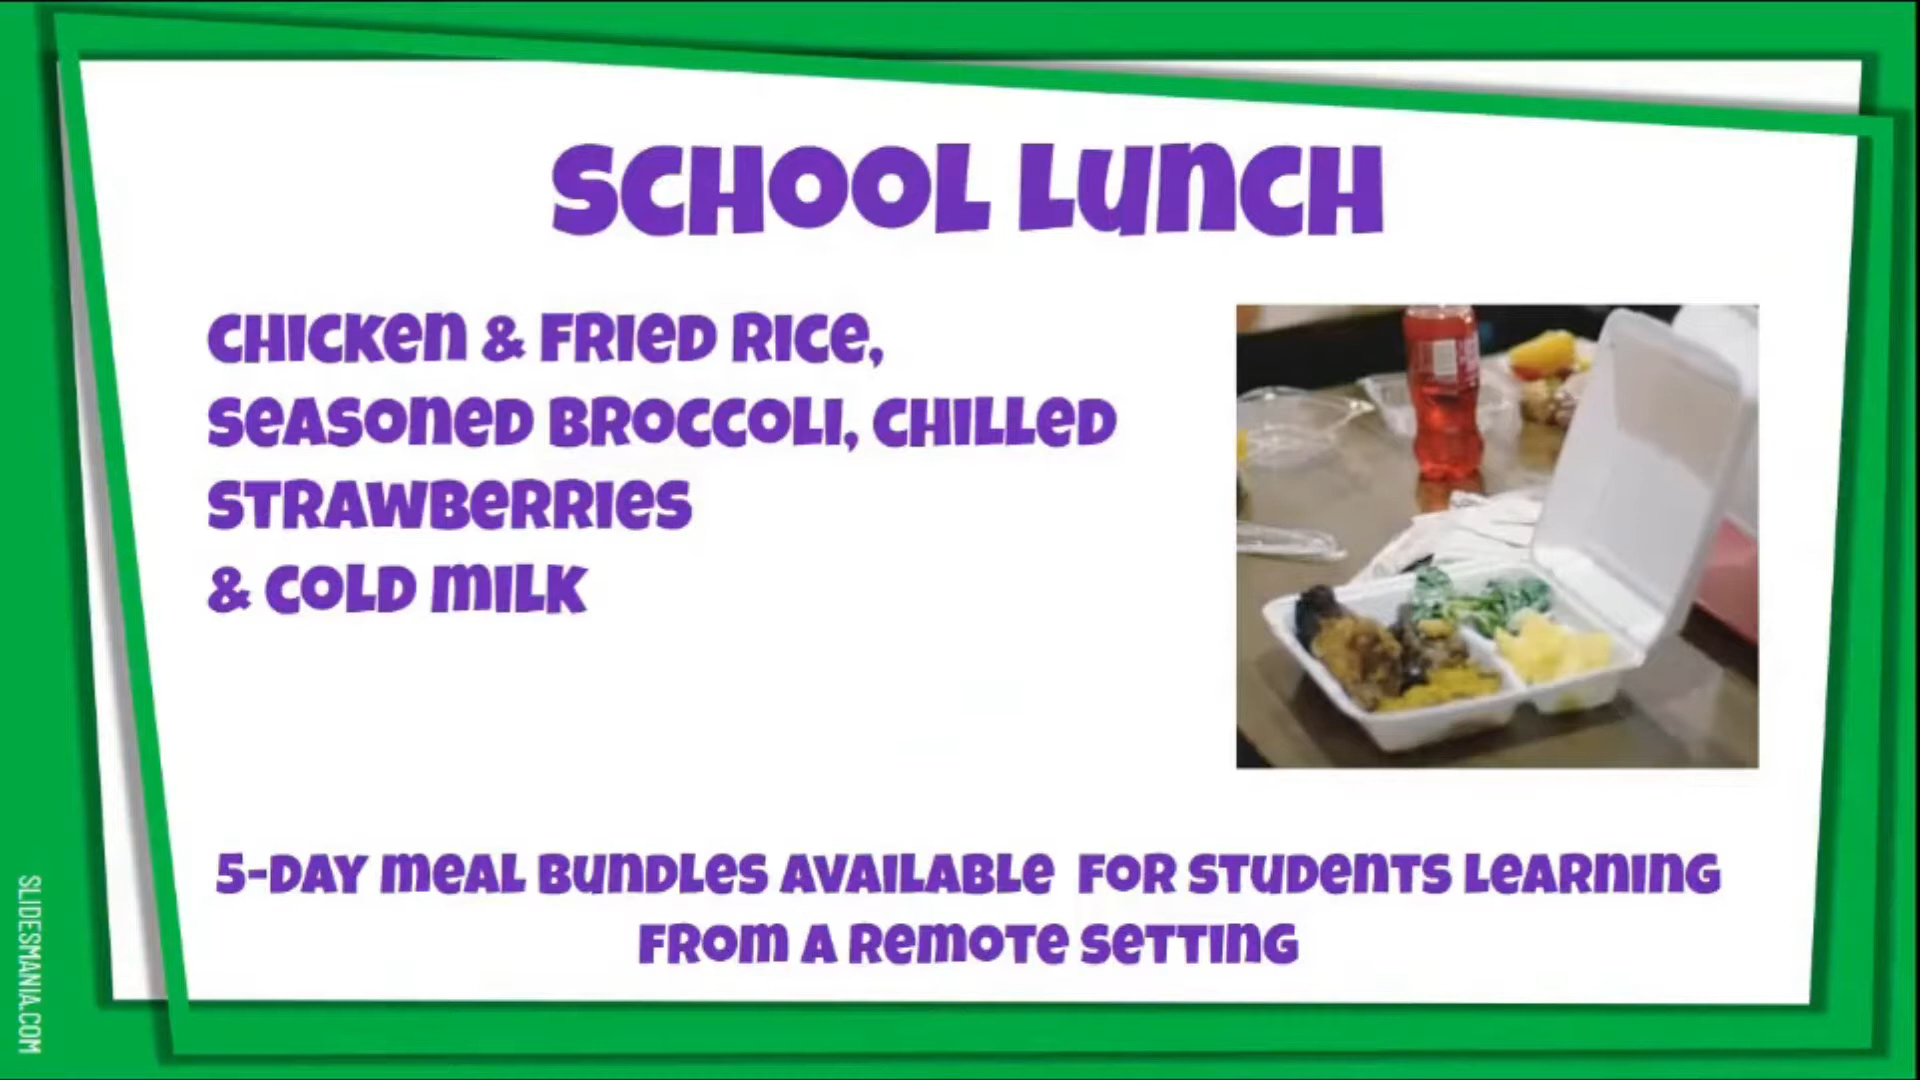 SCHOOL LUNCH
CHICKEN & FRIED RICE,
SEASONED BROCCOLI, CHILLED
STRAWBERRIES
& COLD MILK
5-DAY MEAL BUNDLES AVAILABLE FOR STUDENTS LEARNING
FROM A REMOTE SETTING
SLIDESMANIA.COM